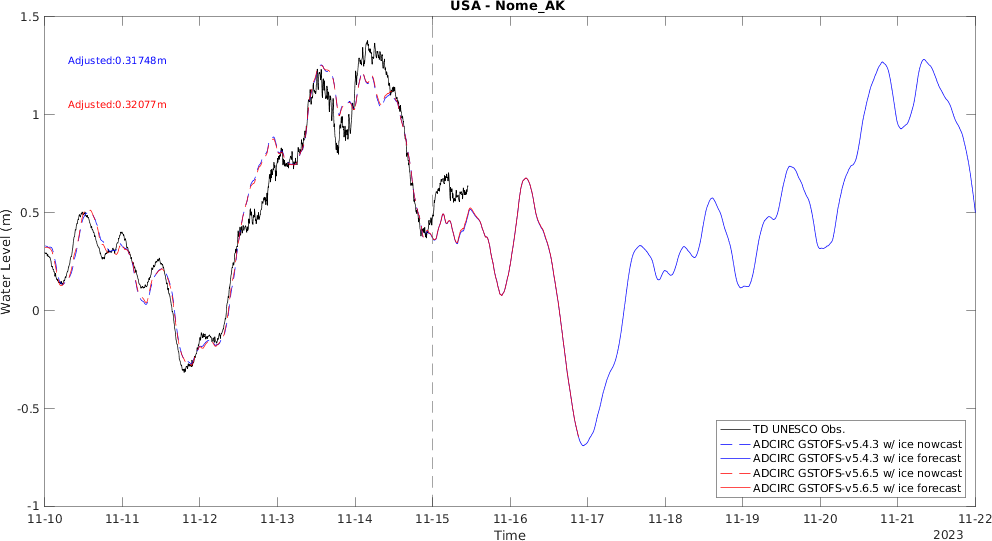 USA - Nome_AK
1.5
Adjusted:0.31748m
Adjusted:0.32077m
1
0.5
0
-0.5
-1
Water Level (m)
TD UNESCO Obs.
ADCIRC GSTOFS-v5.4.3 w/ ice nowcast
ADCIRC GSTOFS-v5.4.3 w/ ice forecast
ADCIRC GSTOFS-v5.6.5 w/ ice nowcast
ADCIRC GSTOFS-v5.6.5 w/ ice forecast
11-10 11-11 11-12 11-13 11-14 11-15 11-16 11-17 11-18 11-19 11-20 11-21 11-22
Time
2023